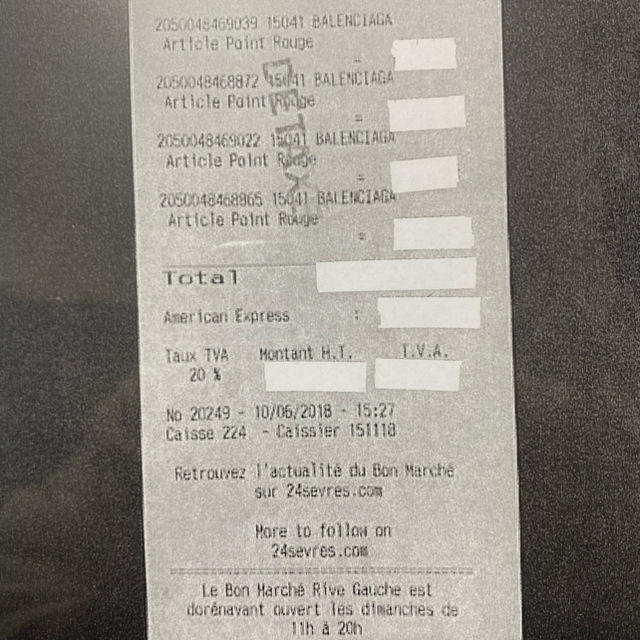 2050048469039 15041 BALENCIAGA
Article Point Rouge
=
2050048468872 15041 BALENCIAGA
Article Point Rouge
=
2050048469022 15041 BALENCIAGA
Article Point Rouge
=
2050048468865 15041 BALENCIAGA
Article Point Rouge
=
Total
American Express :
Taux TVA Montant H.T. T.V.A.
20 %
No 20249 - 10/06/2018 - 15:27
Caisse 224 - Caissier 151118
Retrouvez l'actualité du Bon Marché
sur 24sevres.com
More to follow on
24sevres.com
Le Bon Marché Rive Gauche est
dorénavant ouvert les dimanches de
11h à 20h